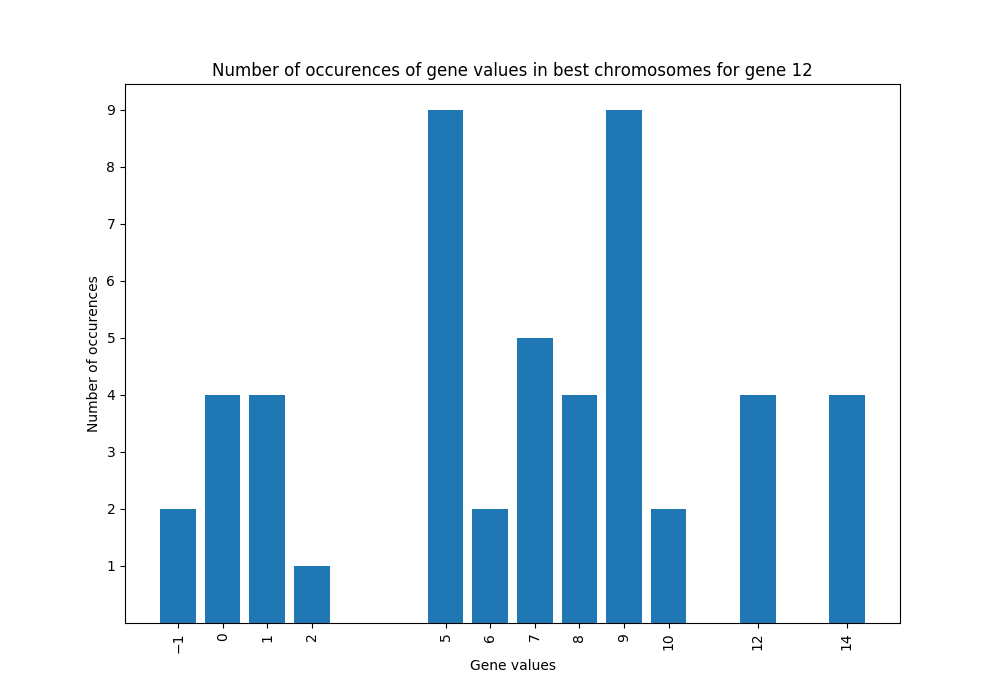 Number of occurences of gene values in best chromosomes for gene 12
Number of occurences
9
8
7
6
5
4
3
2
1
−1 0 1 2 5 6 7 8 9 10 12 14
Gene values